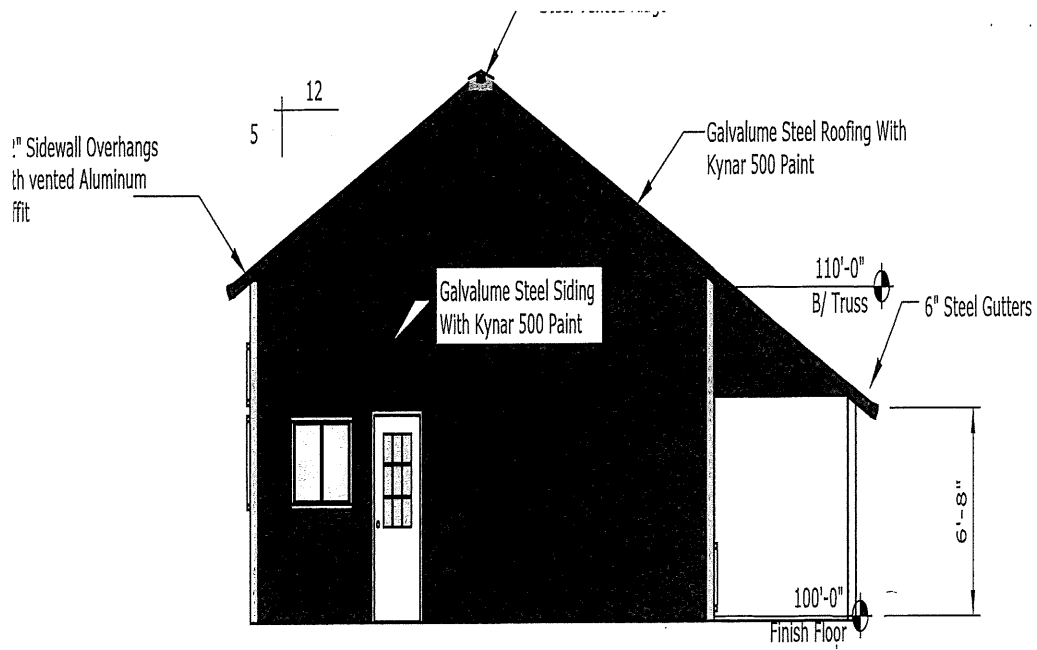 12
5
" Sidewall Overhangs
th vented Aluminum
ffit
Galvalume Steel Roofing With
Kynar 500 Paint
Galvalume Steel Siding
With Kynar 500 Paint
110'-0"
B/ Truss
6" Steel Gutters
6'-8"
100'-0"
Finish Floor